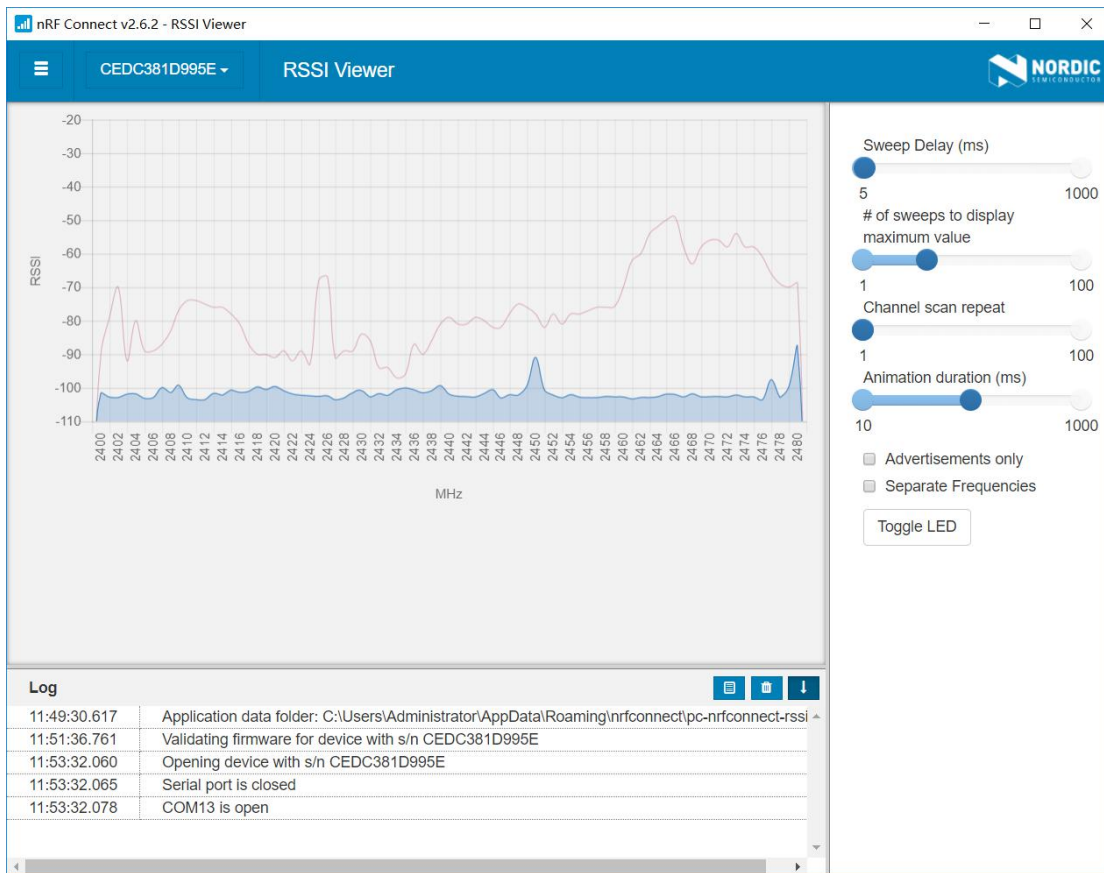 nRF Connect v2.6.2 - RSSI Viewer
CEDC381D995E
RSSI Viewer
NORDIC
SEMICONDUCTOR
-20
-30
-40
-50
-60
-70
-80
-90
-100
-110
RSSI
2400 2402 2404 2406 2408 2410 2412 2414 2416 2418 2420 2422 2424 2426 2428 2430 2432 2434 2436 2438 2440 2442 2444 2446 2448 2450 2452 2454 2456 2458 2460 2462 2464 2466 2468 2470 2472 2474 2476 2478 2480
MHz
Sweep Delay (ms)
5 1000
# of sweeps to display
maximum value
1 100
Channel scan repeat
1 100
Animation duration (ms)
10 1000
Advertisements only
Separate Frequencies
Toggle LED
Log
11:49:30.617 Application data folder: C:\Users\Administrator\AppData\Roaming\nrfconnect\pc-nrfconnect-rssi
11:51:36.761 Validating firmware for device with s/n CEDC381D995E
11:53:32.060 Opening device with s/n CEDC381D995E
11:53:32.065 Serial port is closed
11:53:32.078 COM13 is open